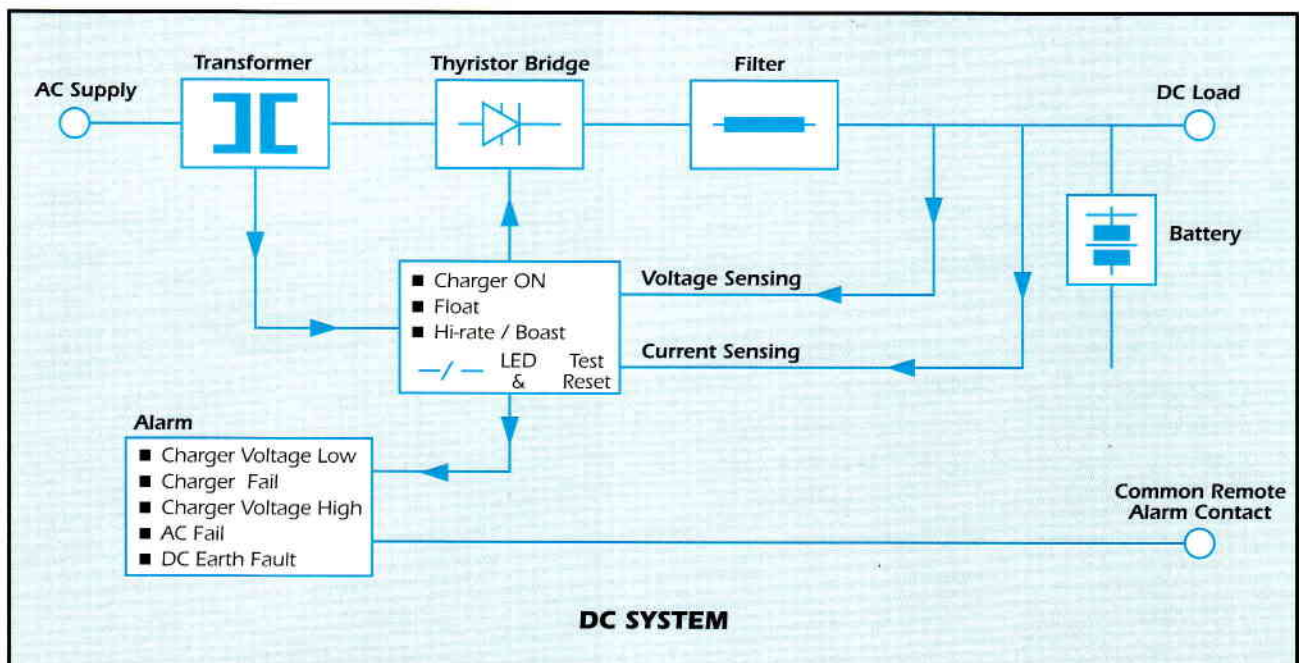 Transformer
Thyristor Bridge
Filter
AC Supply
DC Load
Battery
■ Charger ON
■ Float
■ Hi-rate / Boast
LED
&
Test
Reset
Voltage Sensing
Current Sensing
Alarm
■ Charger Voltage Low
■ Charger Fail
■ Charger Voltage High
■ AC Fail
■ DC Earth Fault
Common Remote
Alarm Contact
DC SYSTEM